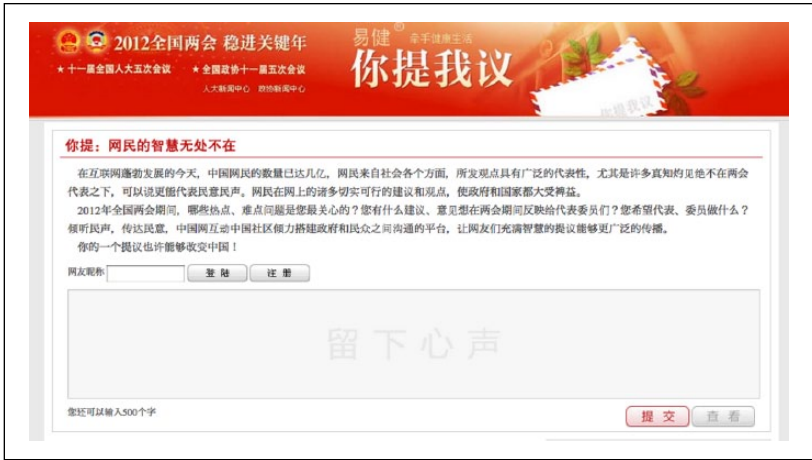 2012全国两会 稳进关键年
★十一届全国人大五次会议 ★全国政协十一届五次会议
人大新闻中心 政协新闻中心
易健® 牵手健康生活
你提我议
你提我议
你提：网民的智慧无处不在
在互联网蓬勃发展的今天，中国网民的数量已达几亿，网民来自社会各个方面，所发观点具有广泛的代表性，尤其是许多真知灼见绝不在两会
代表之下，可以说更能代表民意民声。网民在网上的诸多切实可行的建议和观点，使政府和国家都大受裨益。
2012年全国两会期间，哪些热点、难点问题是您最关心的？您有什么建议、意见想在两会期间反映给代表委员们？您希望代表、委员做什么？
倾听民声，传达民意，中国网互动中国社区倾力搭建政府和民众之间沟通的平台，让网友们充满智慧的提议能够更广泛的传播。
你的一个提议也许能够改变中国！
网友昵称 登 陆 注 册
留下心声
您还可以输入500个字 提 交 查 看